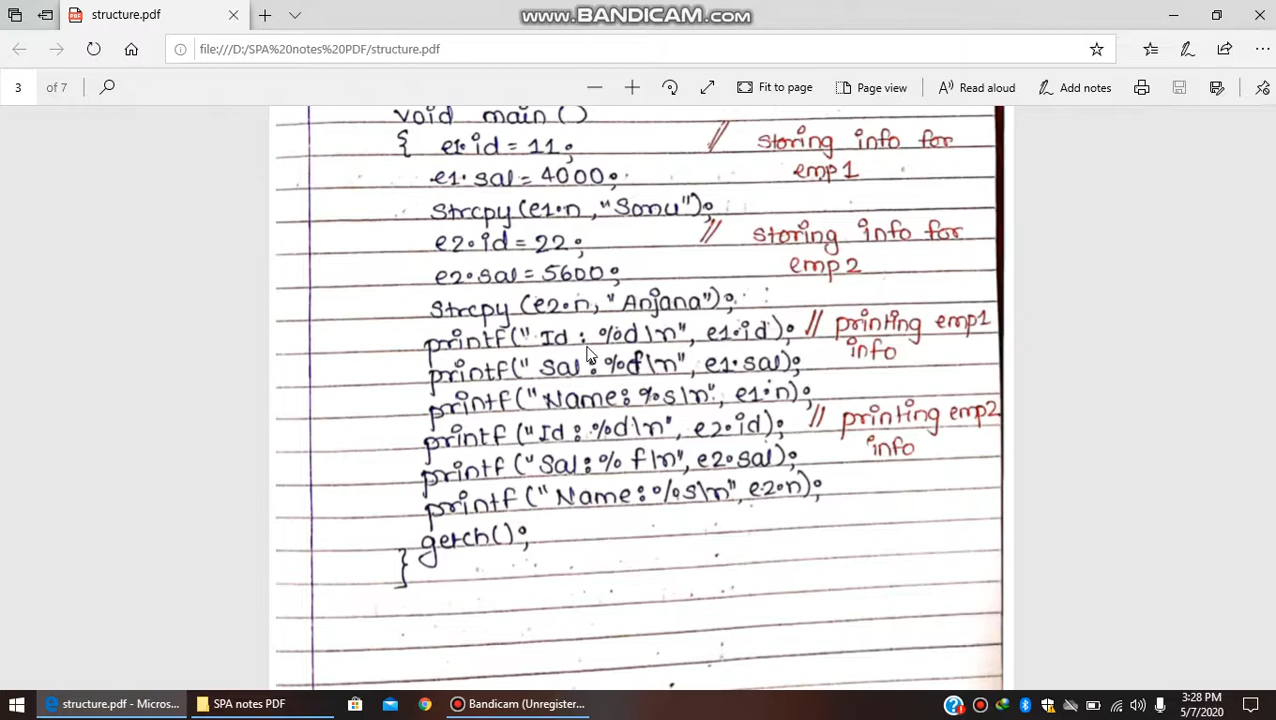 structure.pdf
www.BANDICAM.com
file:///D:/SPA%20notes%20PDF/structure.pdf
3 of 7
Fit to page
Page view
Read aloud
Add notes
void main ()
{ e1.id = 11; // storing info for
e1.sal = 4000; emp1
Strcpy (e1.n, "Sonu");
e2.id = 22; // storing info for
e2.sal = 5600; emp2
Strcpy (e2.n, "Anjana");
printf(" Id : %d\n", e1.id); // printing emp1
info
printf(" Sal : %f\n", e1.sal);
printf(" Name: %s\n", e1.n);
printf ("Id : %d\n", e2.id); // printing emp2
info
printf ("Sal : % f\n", e2.sal);
printf (" Name: %s\n", e2.n);
getch();
}
structure.pdf - Micros...
SPA notes PDF
Bandicam (Unregister...
3:28 PM
5/7/2020